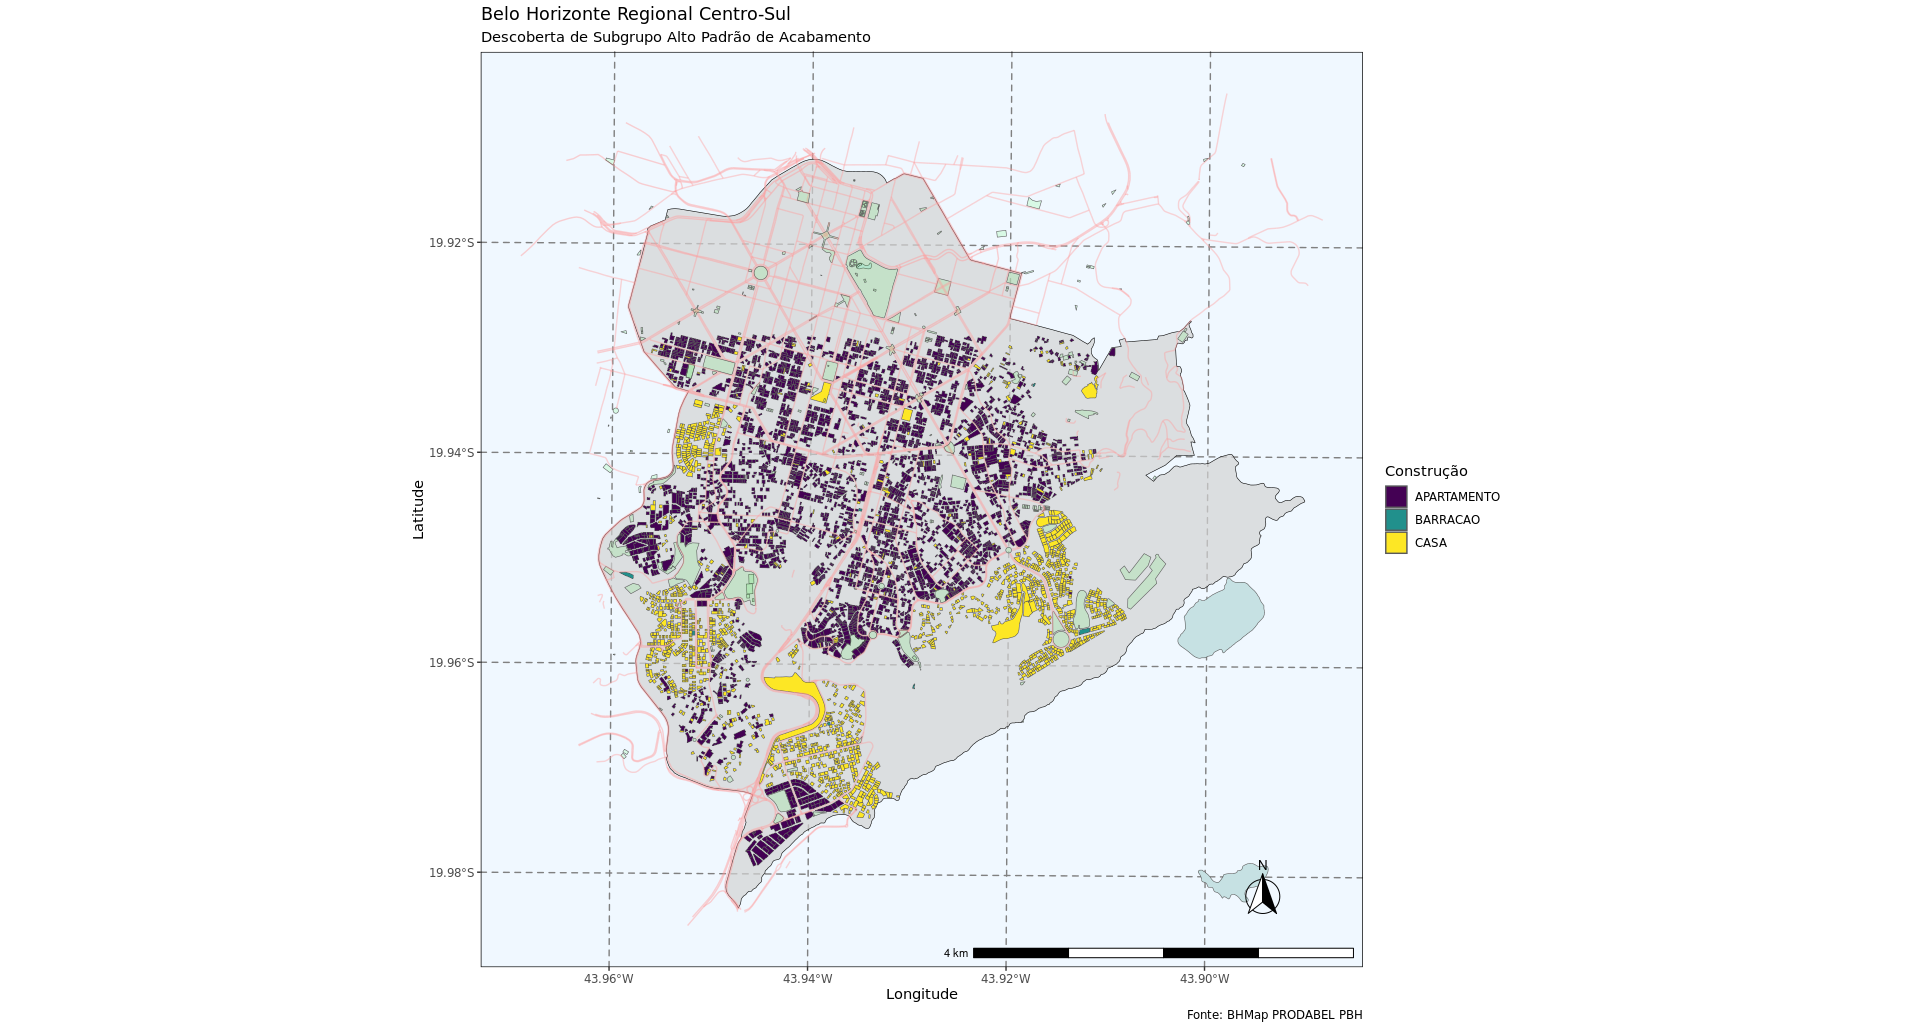 Belo Horizonte Regional Centro-Sul
Descoberta de Subgrupo Alto Padrão de Acabamento
19.92°S
19.94°S
19.96°S
19.98°S
Latitude
Construção
APARTAMENTO
BARRACAO
CASA
N
4 km
43.96°W
43.94°W
43.92°W
43.90°W
Longitude
Fonte: BHMap PRODABEL PBH